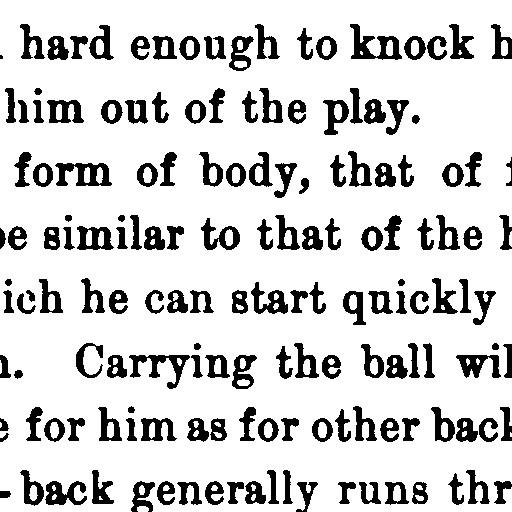 hard enough to knock
him out of the play.
form of body, that of
be similar to that of the
ich he can start quickly
n. Carrying the ball wil
e for him as for other back
-back generally runs thr